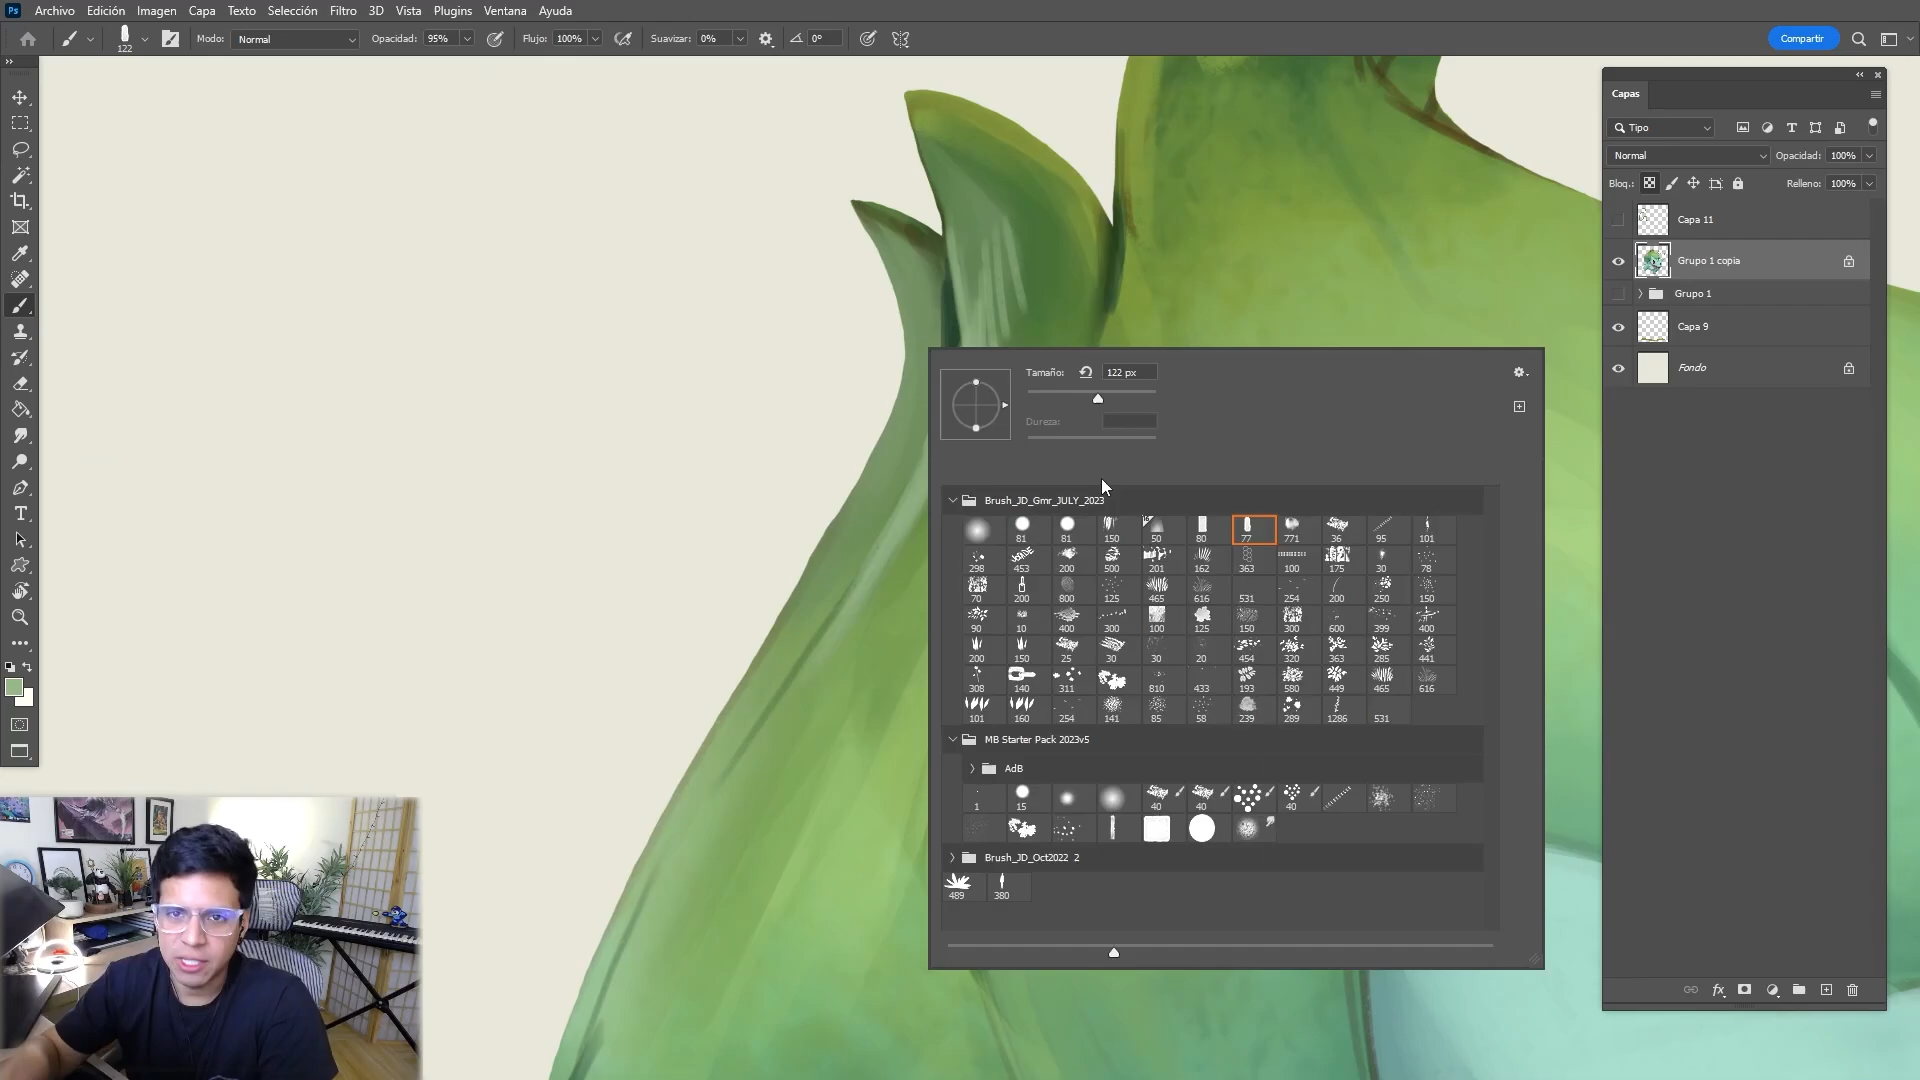 Ps Archivo Edición Imagen Capa Texto Selección Filtro 3D Vista Plugins Ventana Ayuda
122 Modo: Normal Opacidad: 95% Flujo: 100% Suavizar: 0% 0° Compartir
Capas
Tipo
Normal Opacidad: 100%
Bloq.: Relleno: 100%
Capa 11
Grupo 1 copia
Grupo 1
Capa 9
Fondo
Tamaño: 122 px
Dureza:
Brush_JD_Gmr_JULY_2023
81 81 150 50 80 77 771 36 95 101
298 453 200 500 201 162 363 100 175 30 78
70 200 800 125 465 616 531 254 200 250 150
90 10 400 300 100 125 150 300 600 399 400
200 150 25 30 30 20 454 320 363 285 441
308 140 311 810 433 193 580 449 465 616
101 160 254 141 85 58 239 289 1286 531
MB Starter Pack 2023v5
AdB
1 15 40 40 40
Brush_JD_Oct2022 2
489 380
fx